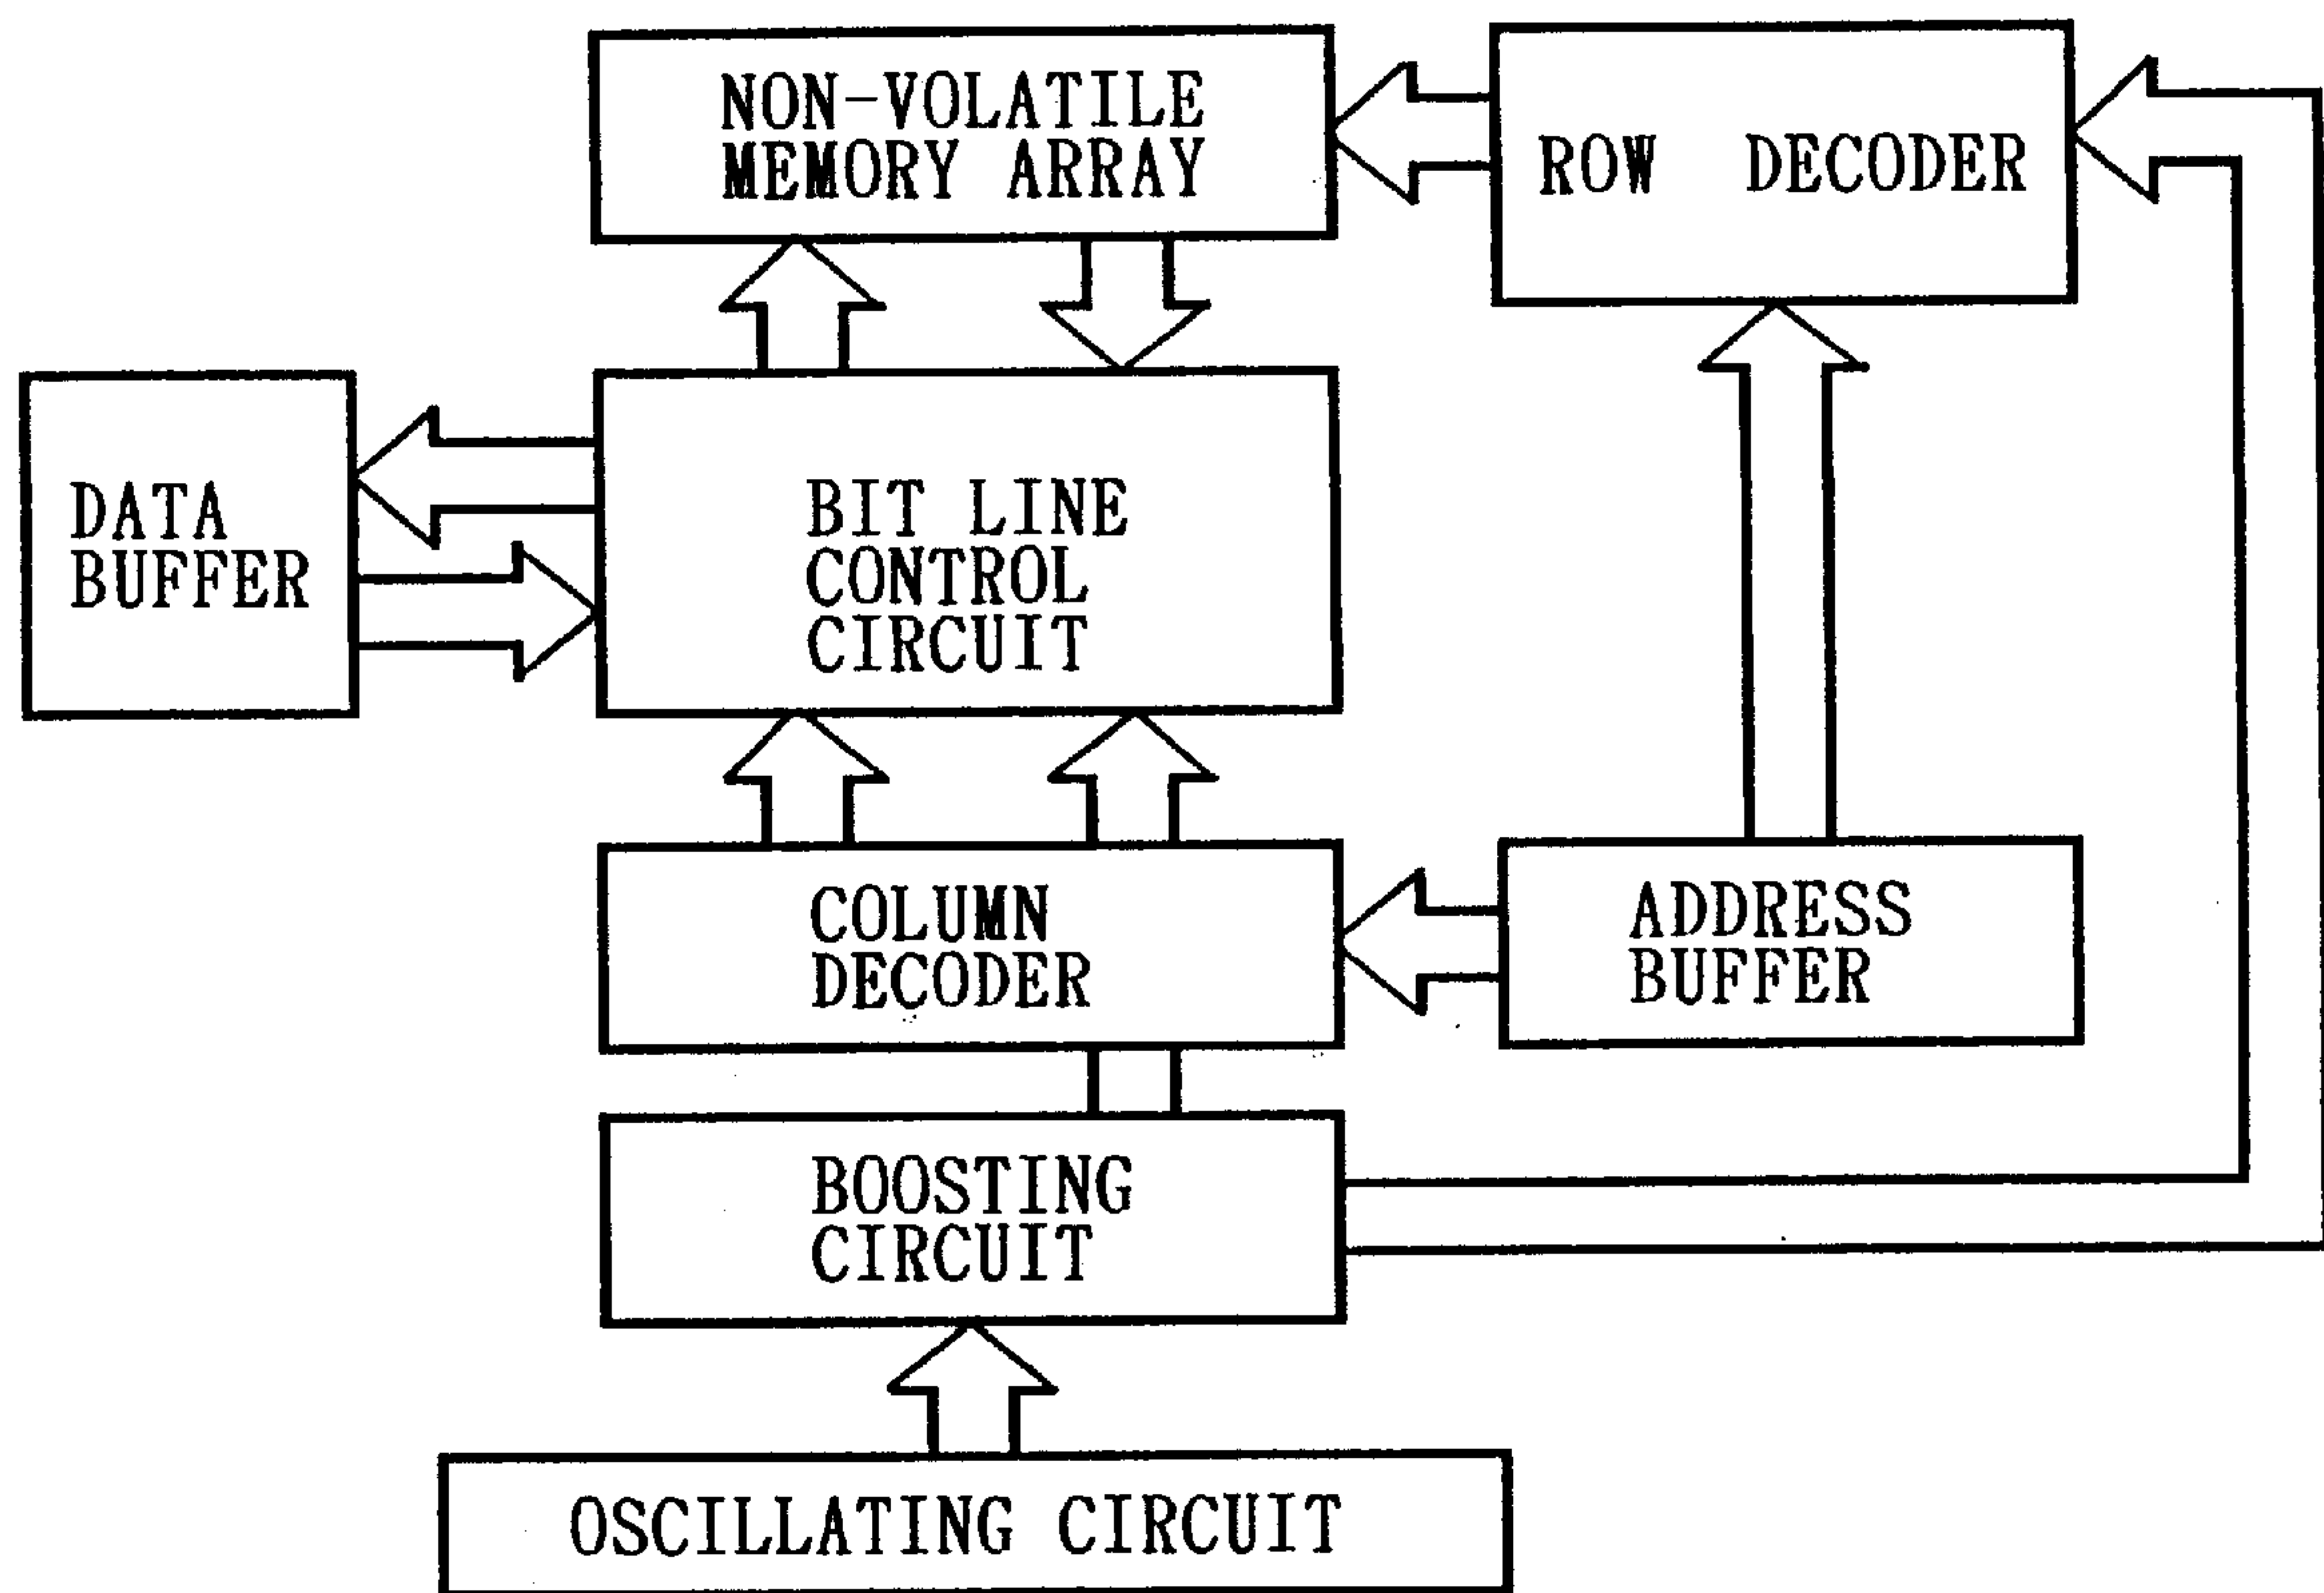 NON-VOLATILE
MEMORY ARRAY
ROW DECODER
DATA
BUFFER
BIT LINE
CONTROL
CIRCUIT
COLUMN
DECODER
ADDRESS
BUFFER
BOOSTING
CIRCUIT
OSCILLATING CIRCUIT